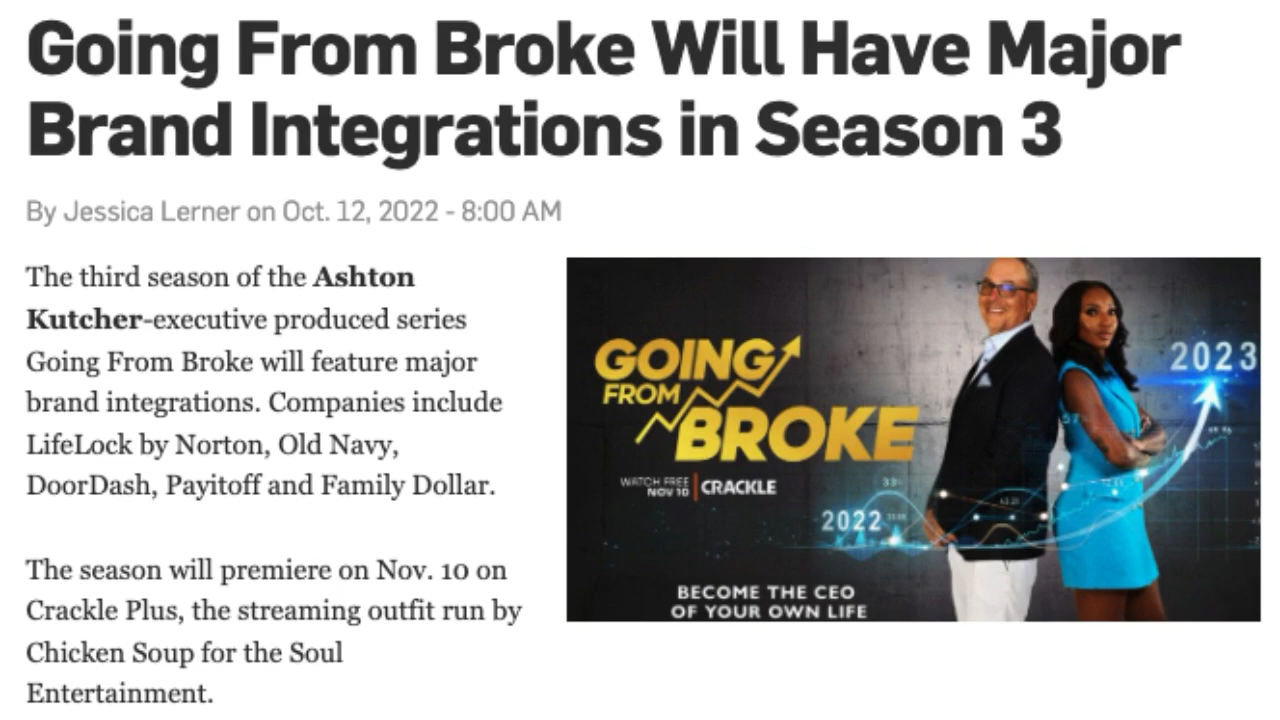 Going From Broke Will Have Major
Brand Integrations in Season 3
By Jessica Lerner on Oct. 12, 2022 - 8:00 AM
The third season of the Ashton
Kutcher-executive produced series
Going From Broke will feature major
brand integrations. Companies include
LifeLock by Norton, Old Navy,
DoorDash, Payitoff and Family Dollar.
The season will premiere on Nov. 10 on
Crackle Plus, the streaming outfit run by
Chicken Soup for the Soul
Entertainment.
GOING
FROM
BROKE
WATCH FREE
NOV 10
CRACKLE
2022
2023
BECOME THE CEO
OF YOUR OWN LIFE